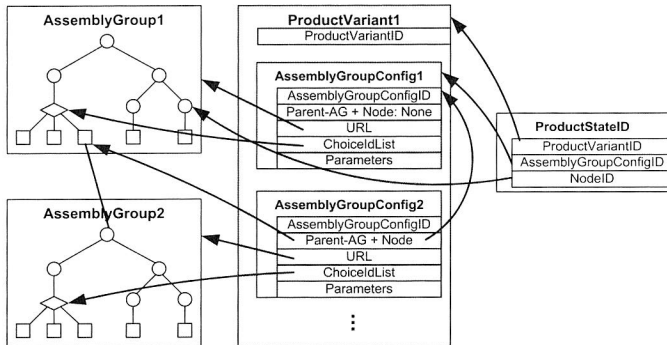 AssemblyGroup1
ProductVariant1
ProductVariantID
AssemblyGroupConfig1
AssemblyGroupConfigID
Parent-AG + Node: None
URL
ChoiceIdList
Parameters
ProductStateID
ProductVariantID
AssemblyGroupConfigID
NodeID
AssemblyGroup2
AssemblyGroupConfig2
AssemblyGroupConfigID
Parent-AG + Node
URL
ChoiceIdList
Parameters